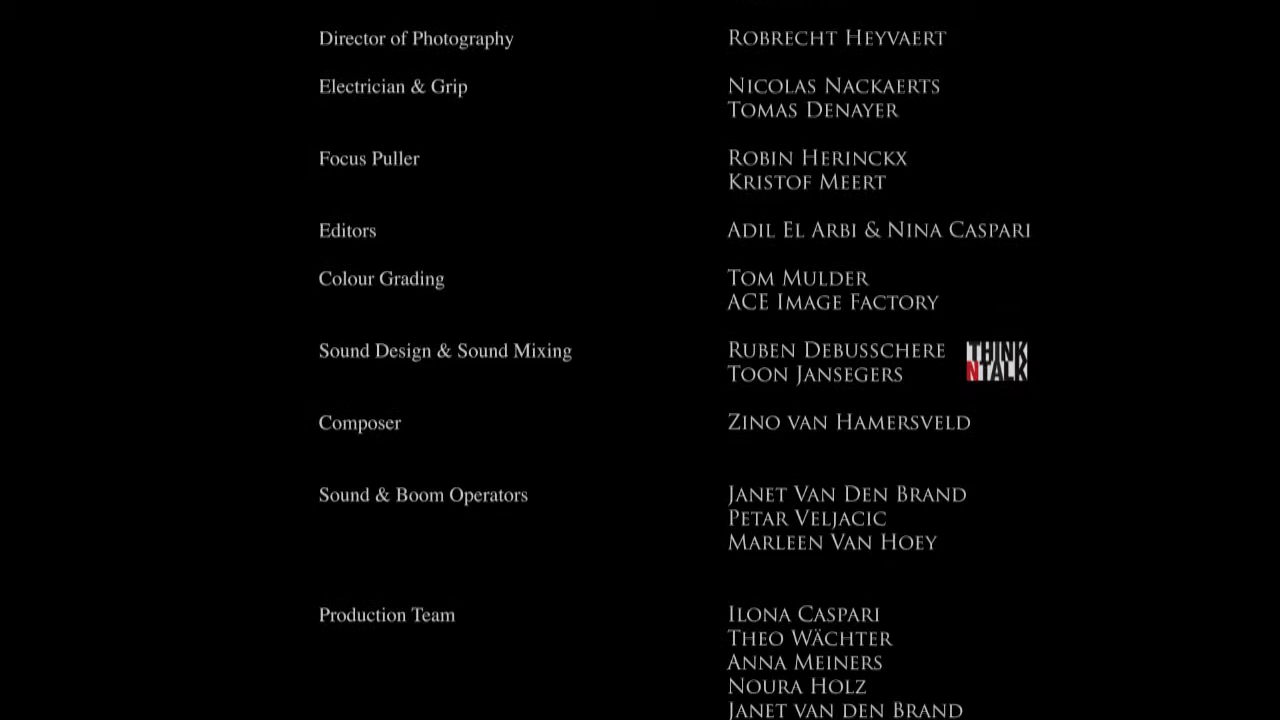 Director of Photography ROBRECHT HEYVAERT
Electrician & Grip NICOLAS NACKAERTS
TOMAS DENAYER
Focus Puller ROBIN HERINCKX
KRISTOF MEERT
Editors ADIL EL ARBI & NINA CASPARI
Colour Grading TOM MULDER
ACE IMAGE FACTORY
Sound Design & Sound Mixing RUBEN DEBUSSCHERE THINK
TOON JANSEGERS NTALK
Composer ZINO VAN HAMERSVELD
Sound & Boom Operators JANET VAN DEN BRAND
PETAR VELJACIC
MARLEEN VAN HOEY
Production Team ILONA CASPARI
THEO WÄCHTER
ANNA MEINERS
NOURA HOLZ
JANET VAN DEN BRAND